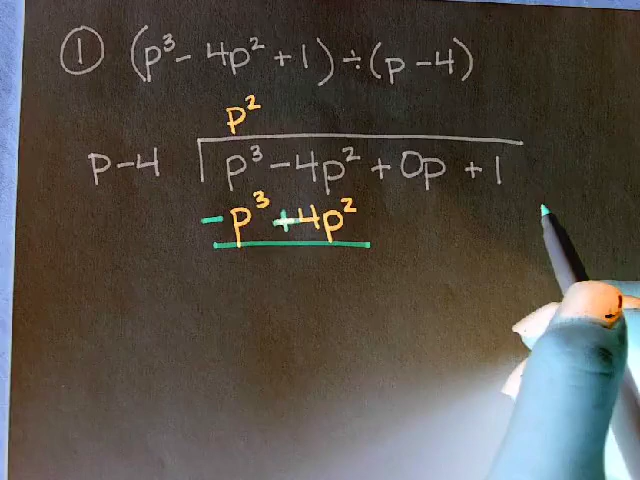 ① (p³ - 4p² + 1) ÷ (p - 4)
p²
p - 4 √ p³ - 4p² + 0p + 1
- p³ + 4p²